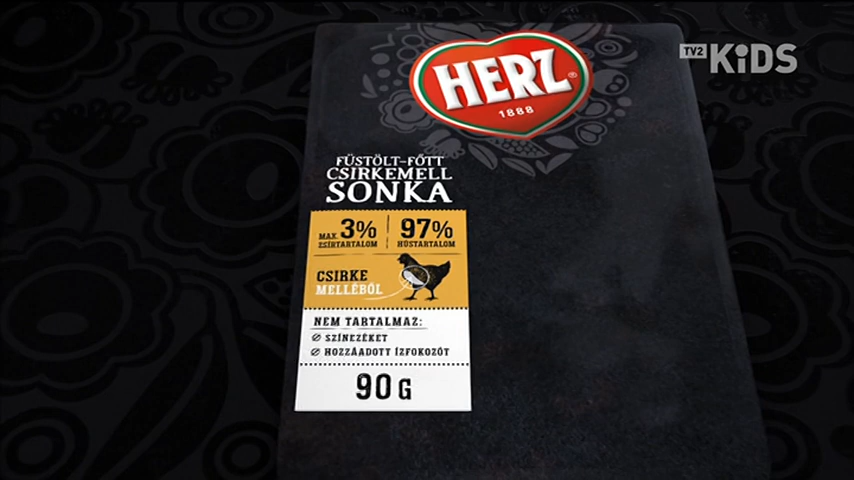 TV2 KiDS
HERZ®
1888
FÜSTÖLT-FŐTT
CSIRKEMELL
SONKA
MAX. 3% 97%
ZSÍRTARTALOM HÚSTARTALOM
CSIRKE
MELLÉBŐL
NEM TARTALMAZ:
SZÍNEZÉKET
HOZZÁADOTT ÍZFOKOZÓT
90 G